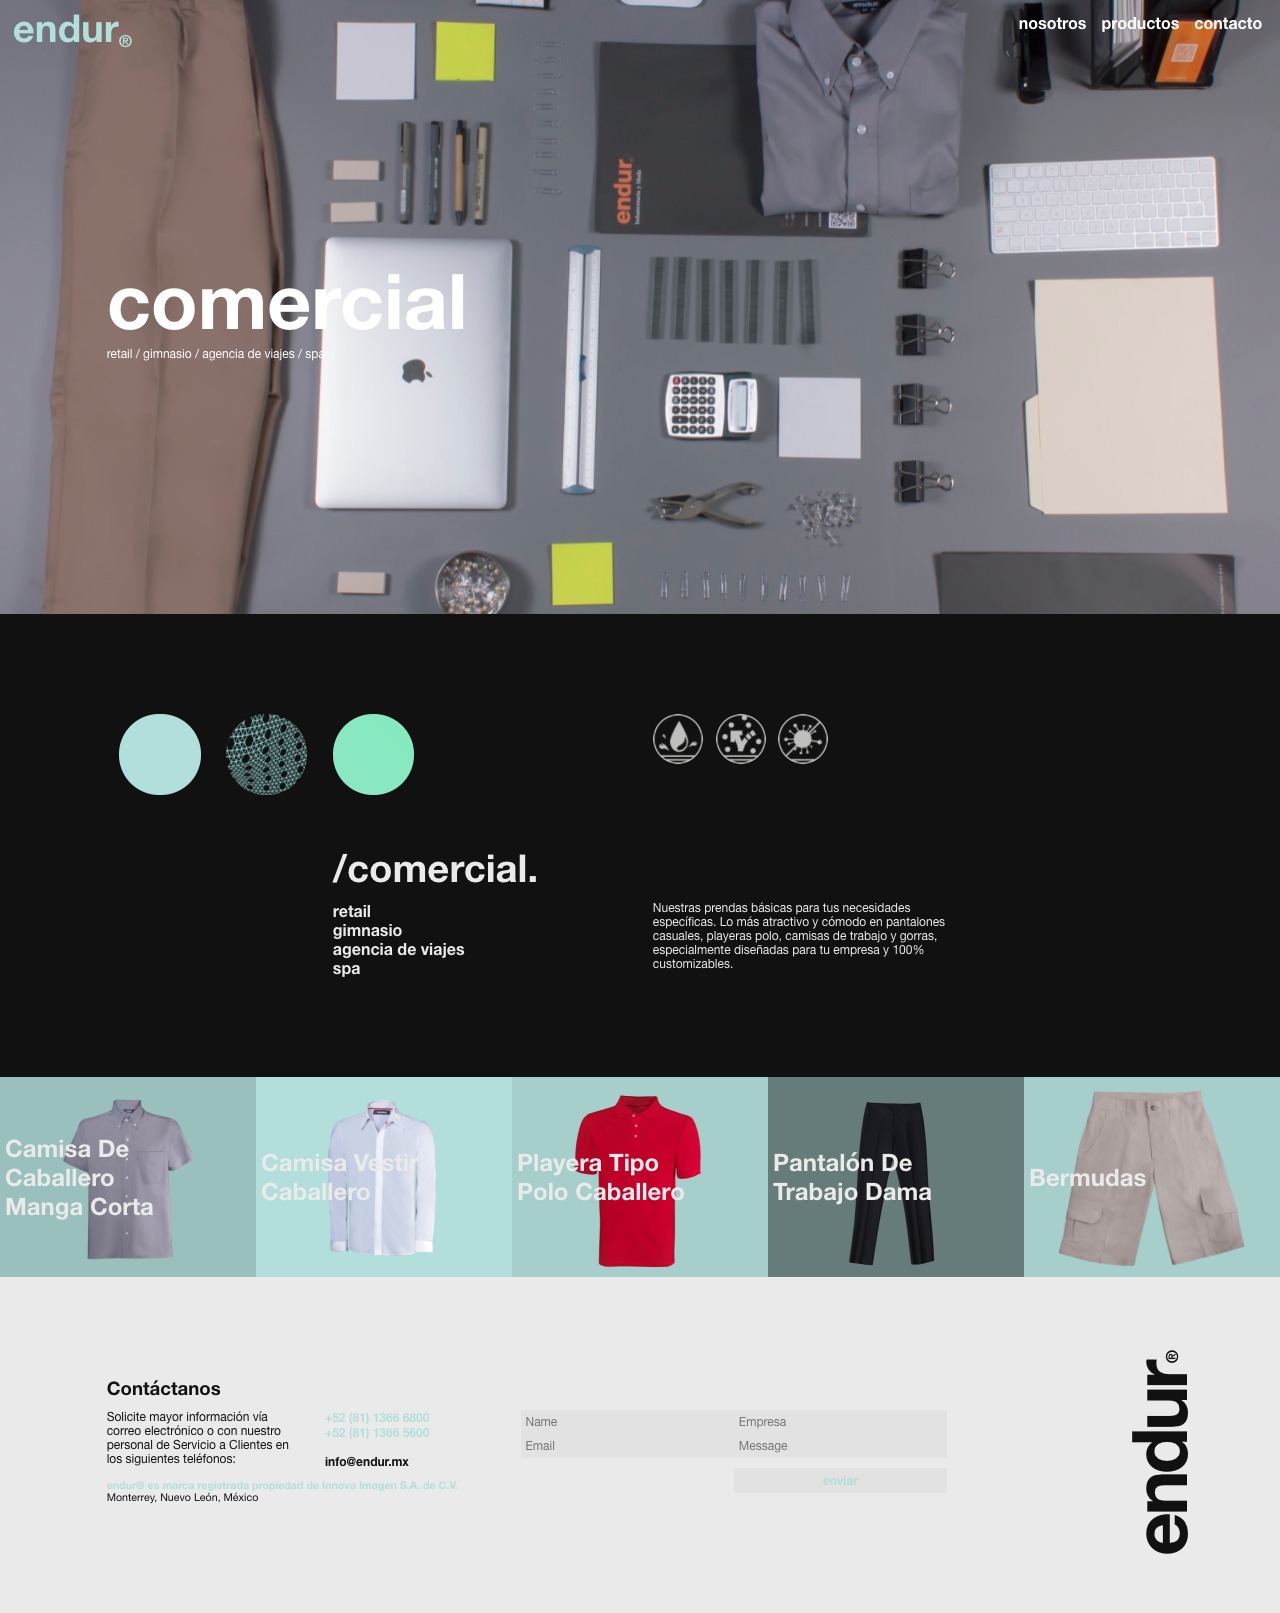 endur®
nosotros productos contacto
endur
comercial
retail / gimnasio / agencia de viajes / spa
/comercial.
retail
gimnasio
agencia de viajes
spa
Nuestras prendas básicas para tus necesidades
específicas. Lo más atractivo y cómodo en pantalones
casuales, playeras polo, camisas de trabajo y gorras,
especialmente diseñadas para tu empresa y 100%
customizables.
Camisa De
Caballero
Manga Corta
Camisa Vestir
Caballero
Playera Tipo
Polo Caballero
Pantalón De
Trabajo Dama
Bermudas
Contáctanos
Solicite mayor información vía
correo electrónico o con nuestro
personal de Servicio a Clientes en
los siguientes teléfonos:
+52 (81) 1366 6800
+52 (81) 1366 5600
info@endur.mx
endur® es marca registrada propiedad de Innova Imagen S.A. de C.V.
Monterrey, Nuevo León, México
Name
Empresa
Email
Message
enviar
endur®